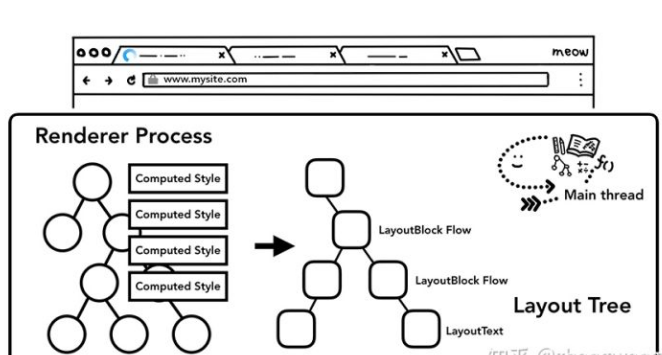 meow
www.mysite.com
Renderer Process
Computed Style
Computed Style
Computed Style
Computed Style
LayoutBlock Flow
LayoutBlock Flow
LayoutText
f()
Main thread
Layout Tree